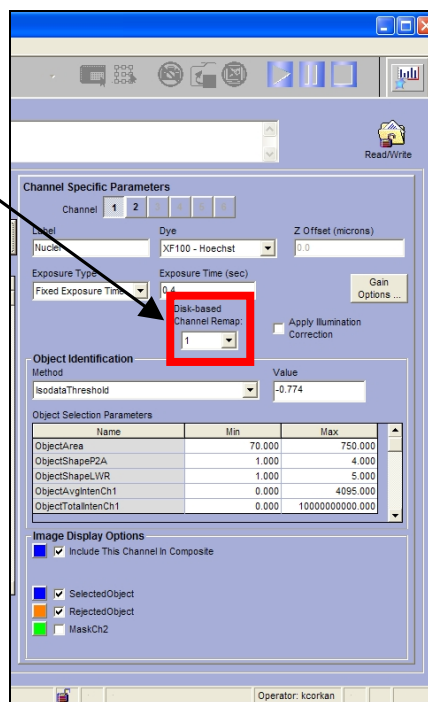 Read/Write
Channel Specific Parameters
Channel 1 2 3 4 5 6
Label Dye Z Offset (microns)
Nuclei XF100 - Hoechst 0.0
Exposure Type Exposure Time (sec)
Fixed Exposure Time 0.4 Gain Options ...
Disk-based
Channel Remap:
1
Apply Illumination
Correction
Object Identification
Method Value
IsodataThreshold -0.774
Object Selection Parameters
Name Min Max
ObjectArea 70.000 750.000
ObjectShapeP2A 1.000 4.000
ObjectShapeLWR 1.000 5.000
ObjectAvgIntenCh1 0.000 4095.000
ObjectTotalIntenCh1 0.000 10000000000.000
Image Display Options
Include This Channel In Composite
SelectedObject
RejectedObject
MaskCh2
Operator: kcorkan